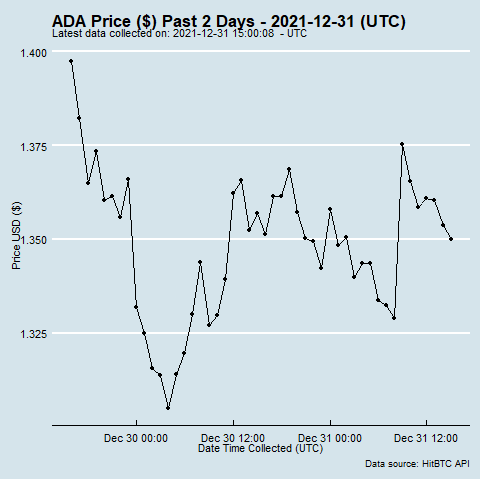 ADA Price ($) Past 2 Days - 2021-12-31 (UTC)
Latest data collected on: 2021-12-31 15:00:08 - UTC
1.400
1.375
1.350
1.325
Price USD ($)
Dec 30 00:00 Dec 30 12:00 Dec 31 00:00 Dec 31 12:00
Date Time Collected (UTC)
Data source: HitBTC API